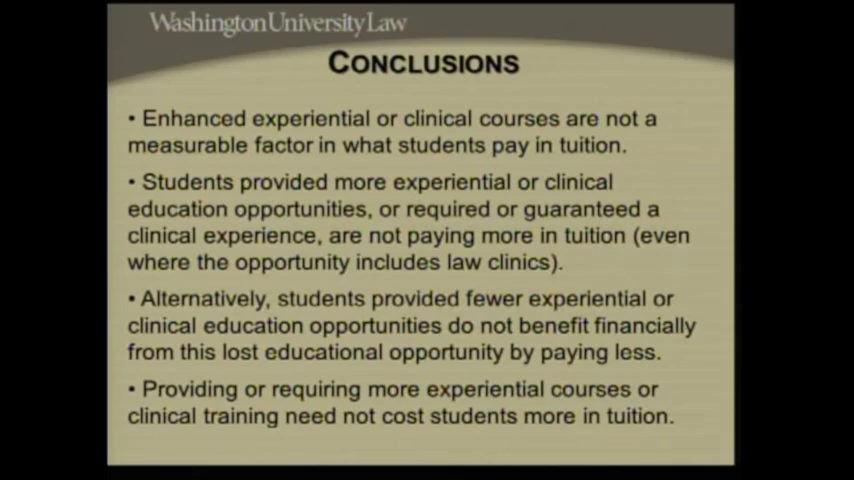 Washington University Law
CONCLUSIONS
• Enhanced experiential or clinical courses are not a
measurable factor in what students pay in tuition.
• Students provided more experiential or clinical
education opportunities, or required or guaranteed a
clinical experience, are not paying more in tuition (even
where the opportunity includes law clinics).
• Alternatively, students provided fewer experiential or
clinical education opportunities do not benefit financially
from this lost educational opportunity by paying less.
• Providing or requiring more experiential courses or
clinical training need not cost students more in tuition.